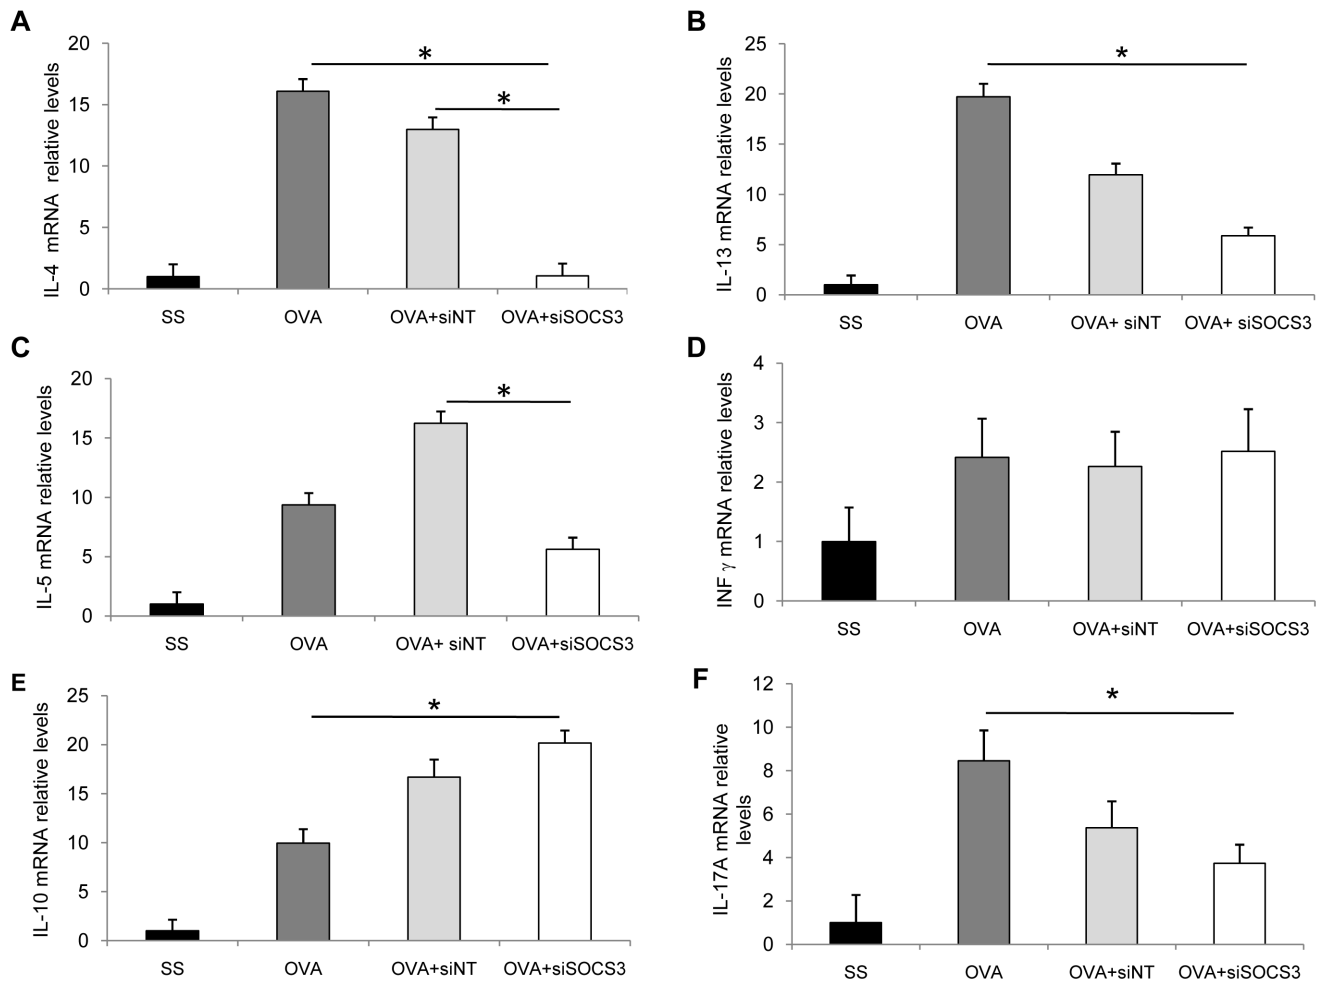 A
IL-4 mRNA relative levels
20
15
10
5
0
*
*
SS OVA OVA+siNT OVA+siSOCS3
B
IL-13 mRNA relative levels
25
20
15
10
5
0
*
SS OVA OVA+ siNT OVA+ siSOCS3
C
IL-5 mRNA relative levels
20
15
10
5
0
*
SS OVA OVA+ siNT OVA+siSOCS3
D
INF γ mRNA relative levels
4
3
2
1
0
SS OVA OVA+siNT OVA+siSOCS3
E
IL-10 mRNA relative levels
25
20
15
10
5
0
*
SS OVA OVA+siNT OVA+siSOCS3
F
IL-17A mRNA relative
levels
12
10
8
6
4
2
0
*
SS OVA OVA+siNT OVA+siSOCS3